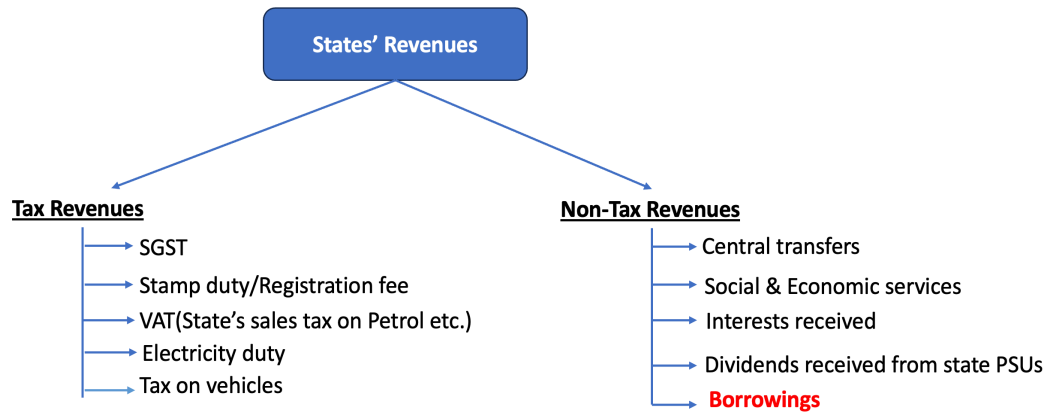 States’ Revenues
Tax Revenues
SGST
Stamp duty/Registration fee
VAT(State’s sales tax on Petrol etc.)
Electricity duty
Tax on vehicles
Non-Tax Revenues
Central transfers
Social & Economic services
Interests received
Dividends received from state PSUs
Borrowings